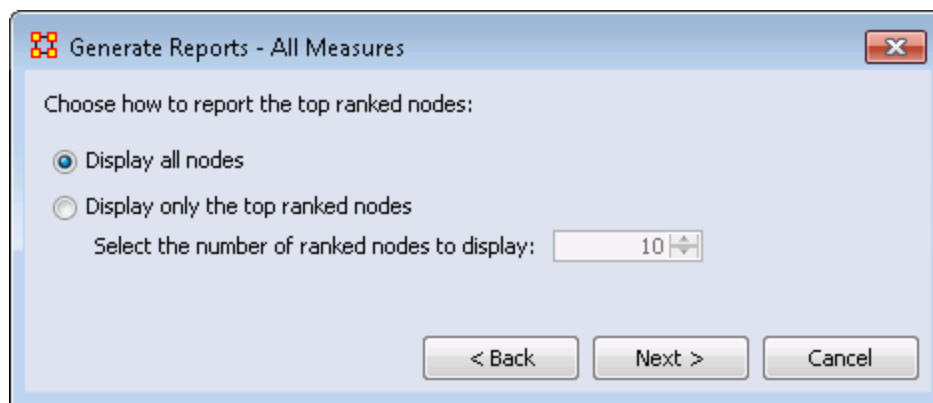 Generate Reports - All Measures
Choose how to report the top ranked nodes:
Display all nodes
Display only the top ranked nodes
Select the number of ranked nodes to display: 10
< Back Next > Cancel